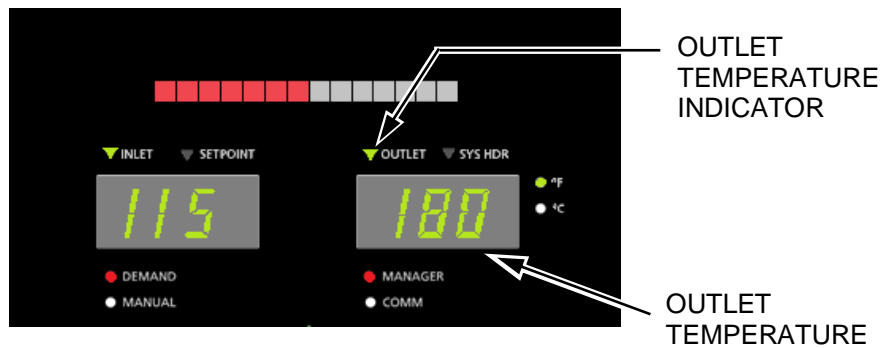 OUTLET
TEMPERATURE
INDICATOR
INLET SETPOINT OUTLET SYS HDR
115 180
°F
°C
DEMAND MANAGER
MANUAL COMM
OUTLET
TEMPERATURE